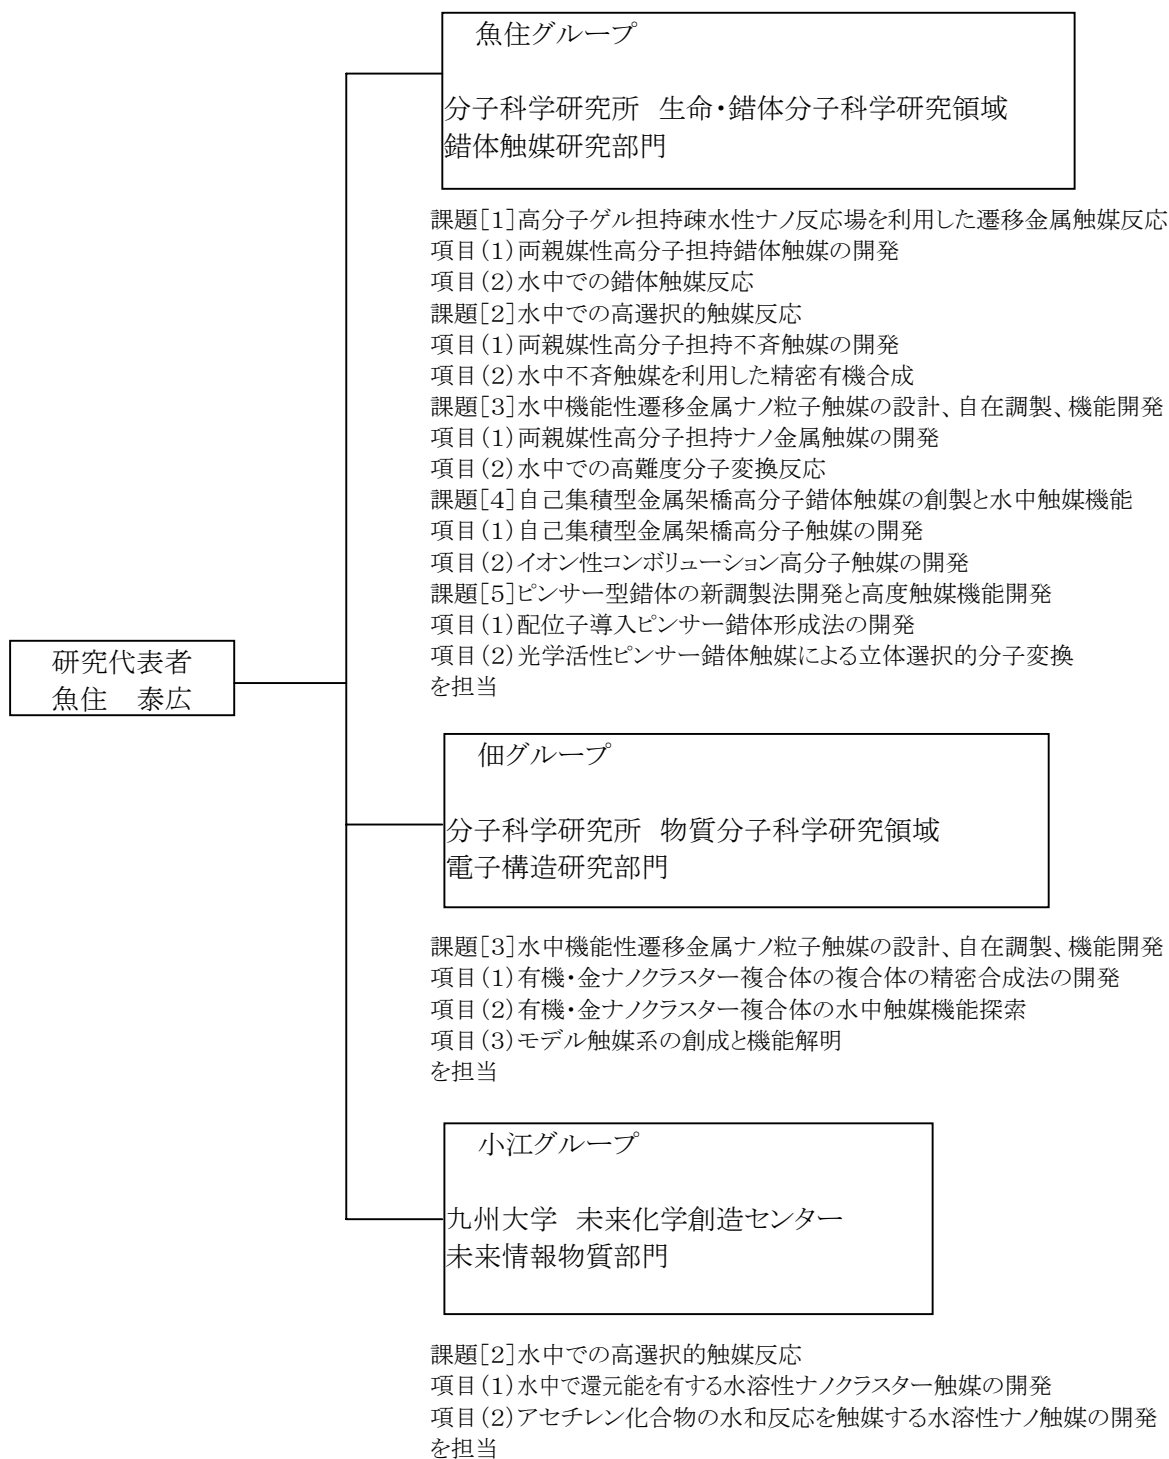 魚住グループ
分子科学研究所 生命・錯体分子科学研究領域
錯体触媒研究部門
課題[1]高分子ゲル担持疎水性ナノ反応場を利用した遷移金属触媒反応
項目(1)両親媒性高分子担持錯体触媒の開発
項目(2)水中での錯体触媒反応
課題[2]水中での高選択的触媒反応
項目(1)両親媒性高分子担持不斉触媒の開発
項目(2)水中不斉触媒を利用した精密有機合成
課題[3]水中機能性遷移金属ナノ粒子触媒の設計、自在調製、機能開発
項目(1)両親媒性高分子担持ナノ金属触媒の開発
項目(2)水中での高難度分子変換反応
課題[4]自己集積型金属架橋高分子錯体触媒の創製と水中触媒機能
項目(1)自己集積型金属架橋高分子触媒の開発
項目(2)イオン性コンボリューション高分子触媒の開発
課題[5]ピンサー型錯体の新調製法開発と高度触媒機能開発
項目(1)配位子導入ピンサー錯体形成法の開発
項目(2)光学活性ピンサー錯体触媒による立体選択的分子変換
を担当
研究代表者
魚住 泰広
佃グループ
分子科学研究所 物質分子科学研究領域
電子構造研究部門
課題[3]水中機能性遷移金属ナノ粒子触媒の設計、自在調製、機能開発
項目(1)有機・金ナノクラスター複合体の複合体の精密合成法の開発
項目(2)有機・金ナノクラスター複合体の水中触媒機能探索
項目(3)モデル触媒系の創成と機能解明
を担当
小江グループ
九州大学 未来化学創造センター
未来情報物質部門
課題[2]水中での高選択的触媒反応
項目(1)水中で還元能を有する水溶性ナノクラスター触媒の開発
項目(2)アセチレン化合物の水和反応を触媒する水溶性ナノ触媒の開発
を担当